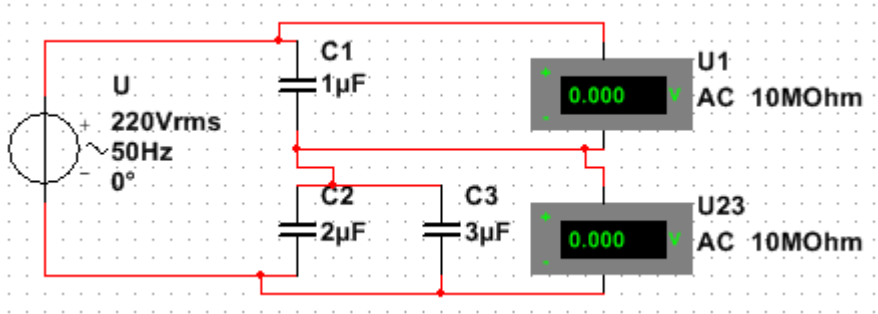 C1
1µF
U
220Vrms
50Hz
0°
+
~
−
U1
AC 10MOhm
+
0.000 V
-
C2
2µF
C3
3µF
U23
AC 10MOhm
+
0.000 V
-